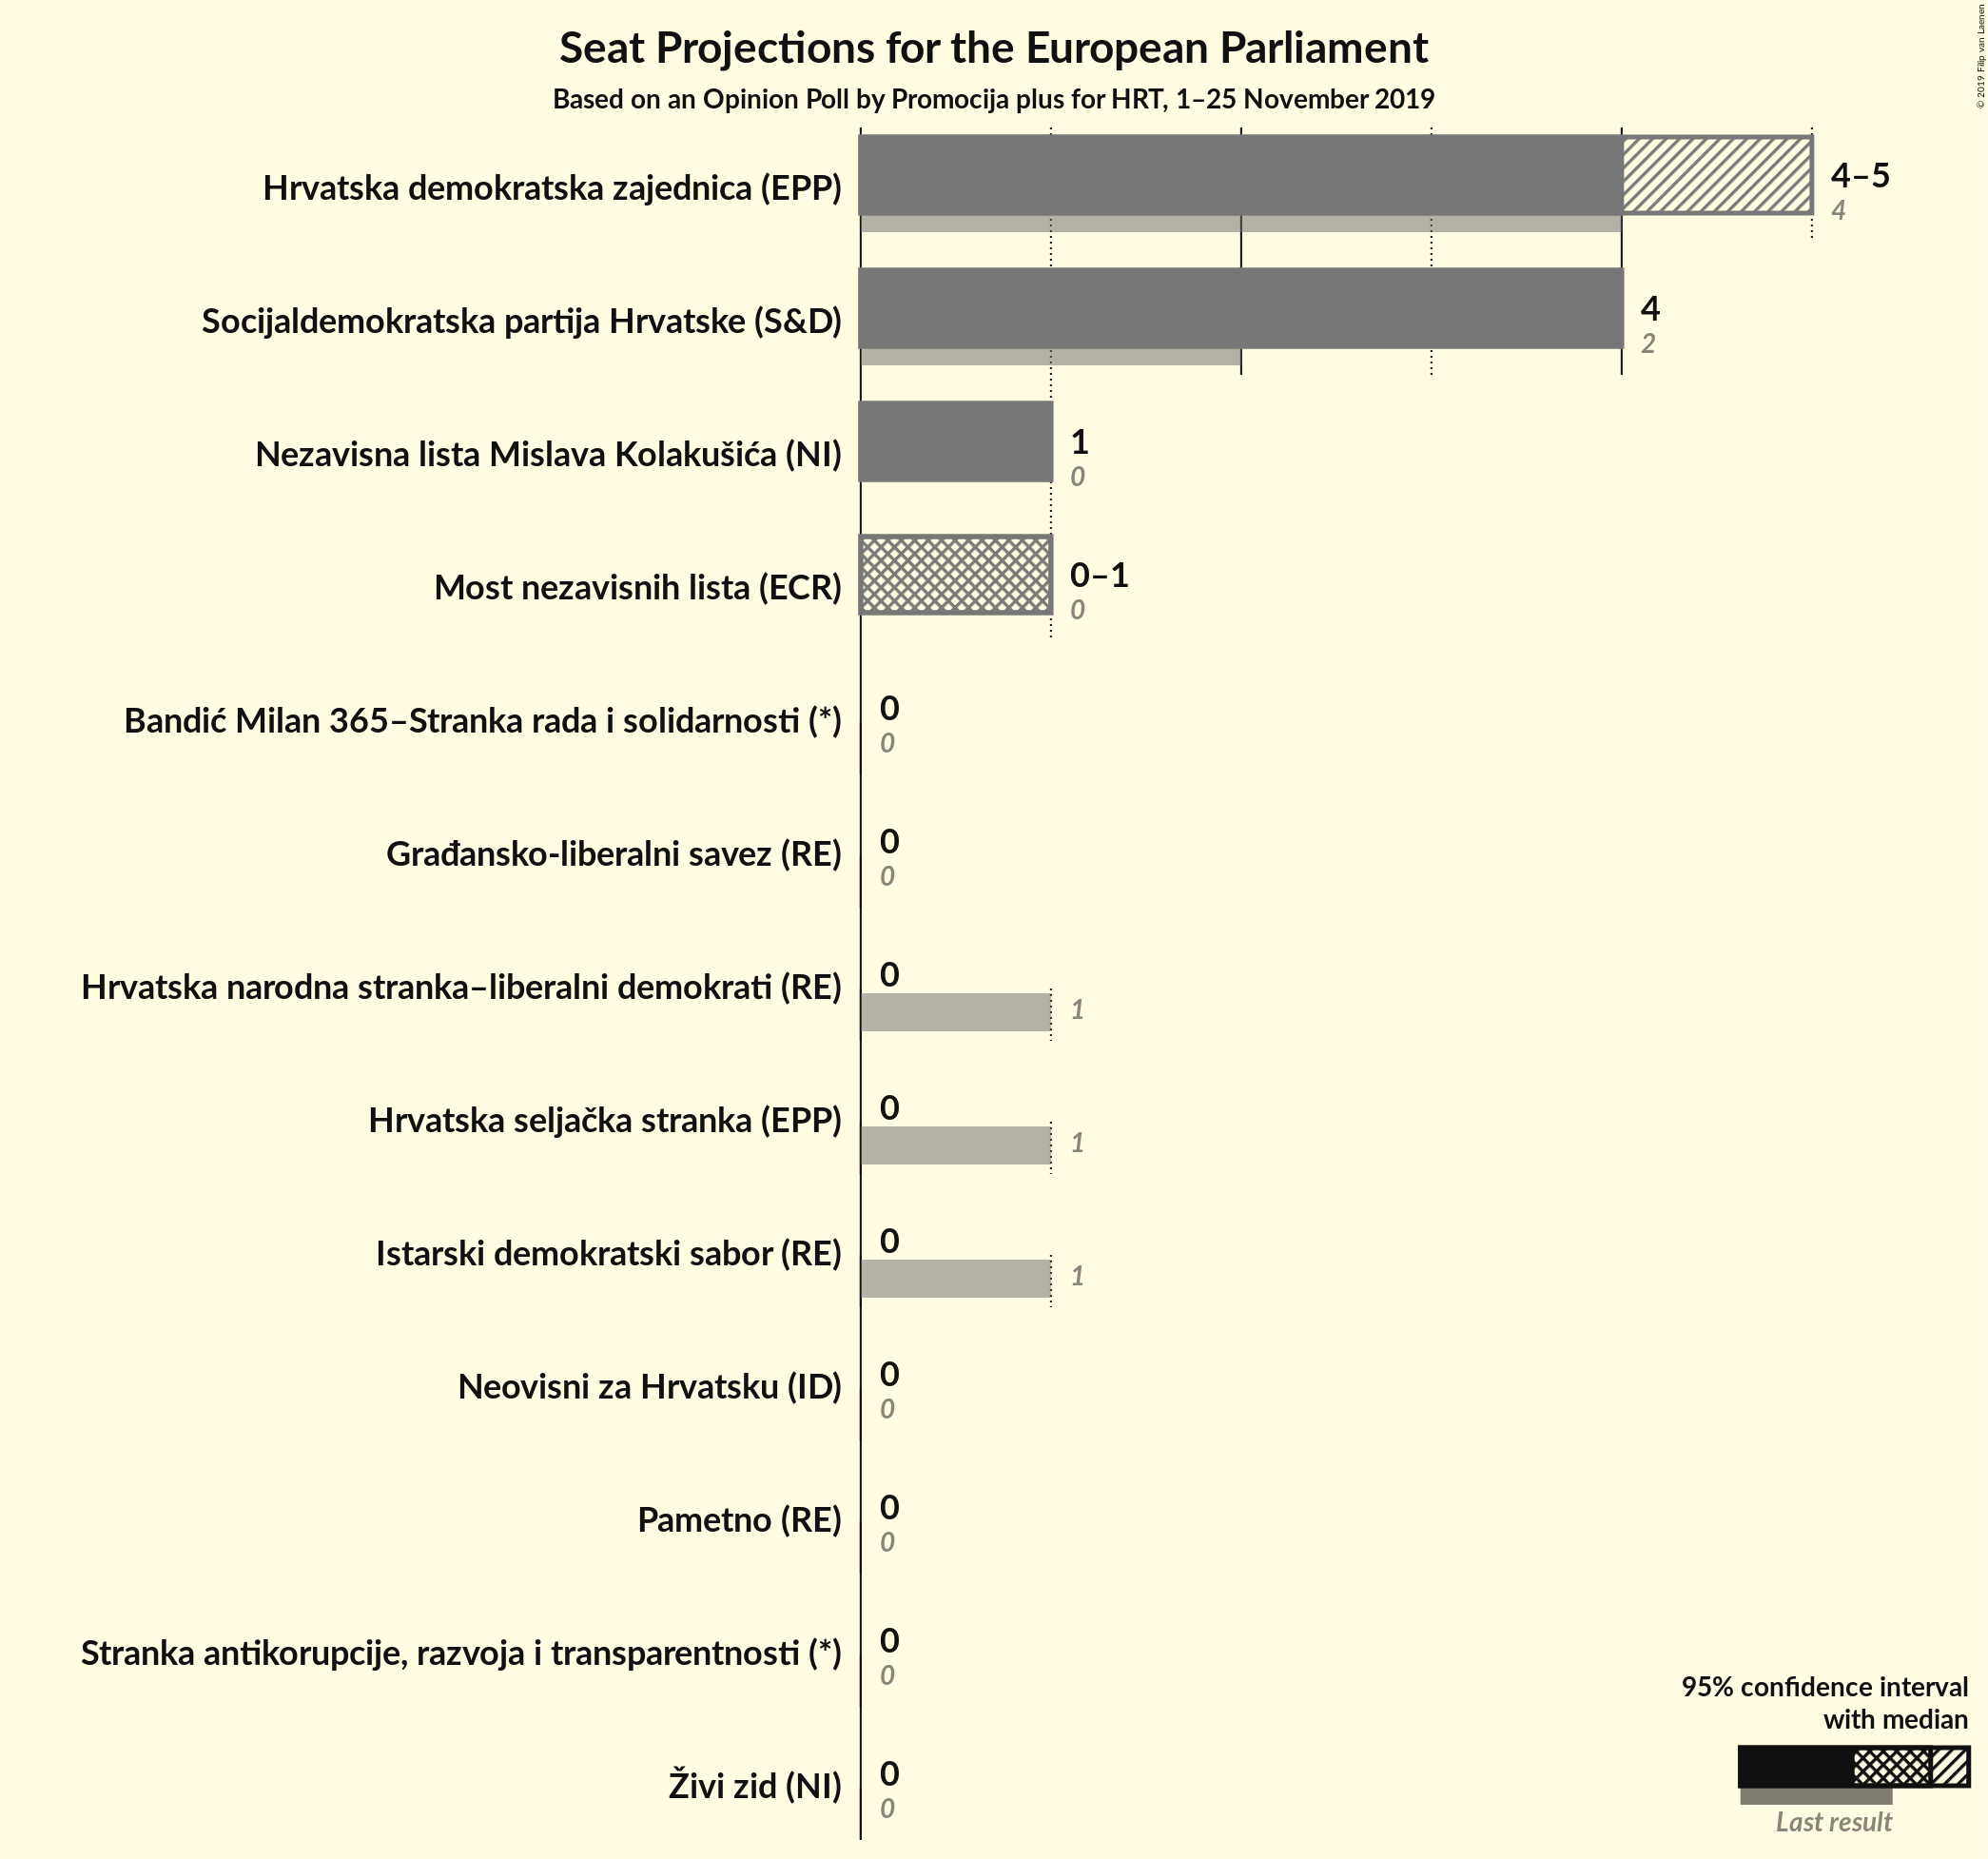 Seat Projections for the European Parliament
Based on an Opinion Poll by Promocija plus for HRT, 1–25 November 2019
© 2019 Filip van Laenen
Hrvatska demokratska zajednica (EPP)
4–5
4
Socijaldemokratska partija Hrvatske (S&D)
4
2
Nezavisna lista Mislava Kolakušića (NI)
1
0
Most nezavisnih lista (ECR)
0–1
0
Bandić Milan 365–Stranka rada i solidarnosti (*)
0
0
Građansko-liberalni savez (RE)
0
0
Hrvatska narodna stranka–liberalni demokrati (RE)
0
1
Hrvatska seljačka stranka (EPP)
0
1
Istarski demokratski sabor (RE)
0
1
Neovisni za Hrvatsku (ID)
0
0
Pametno (RE)
0
0
Stranka antikorupcije, razvoja i transparentnosti (*)
0
0
Živi zid (NI)
0
0
95% confidence interval
with median
Last result